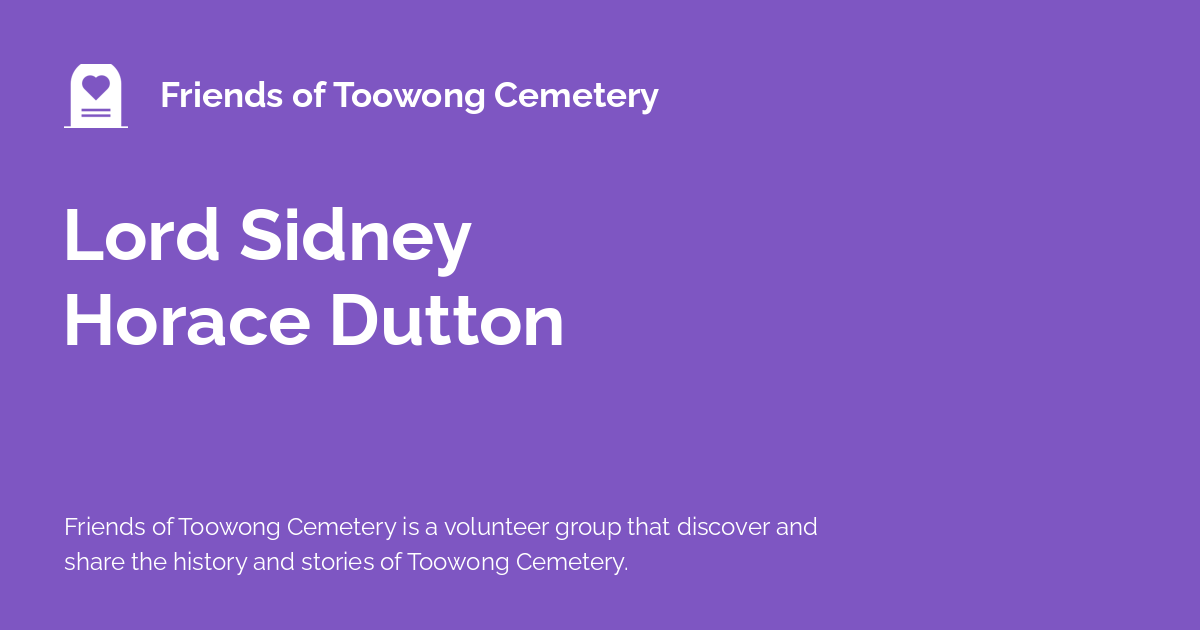 Friends of Toowong Cemetery
Lord Sidney
Horace Dutton
Friends of Toowong Cemetery is a volunteer group that discover and
share the history and stories of Toowong Cemetery.